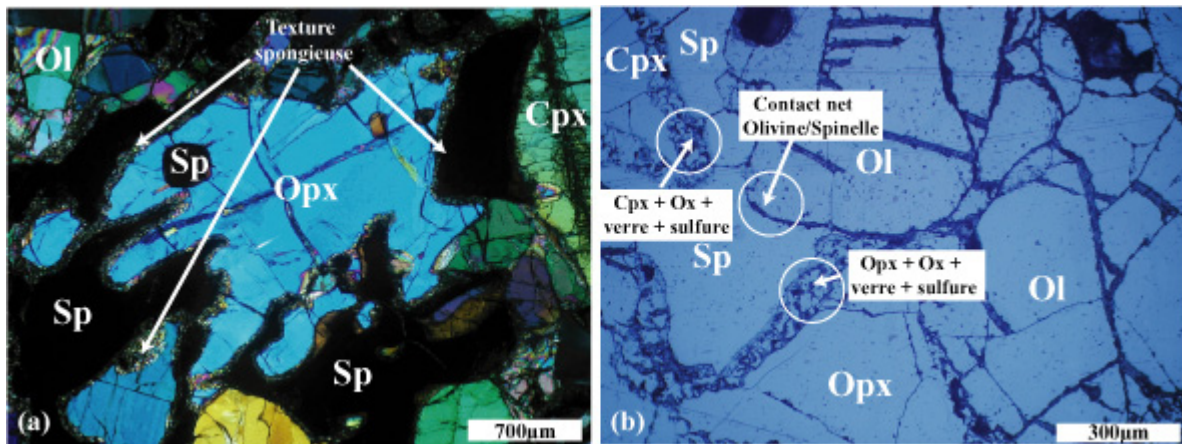 Texture
spongieuse
Ol
Cpx
Sp
Opx
Sp
Sp
(a)
700µm
Cpx
Sp
Contact net
Olivine/Spinelle
Ol
Cpx + Ox +
verre + sulfure
Sp
Opx + Ox +
verre + sulfure
Ol
Opx
(b)
300µm